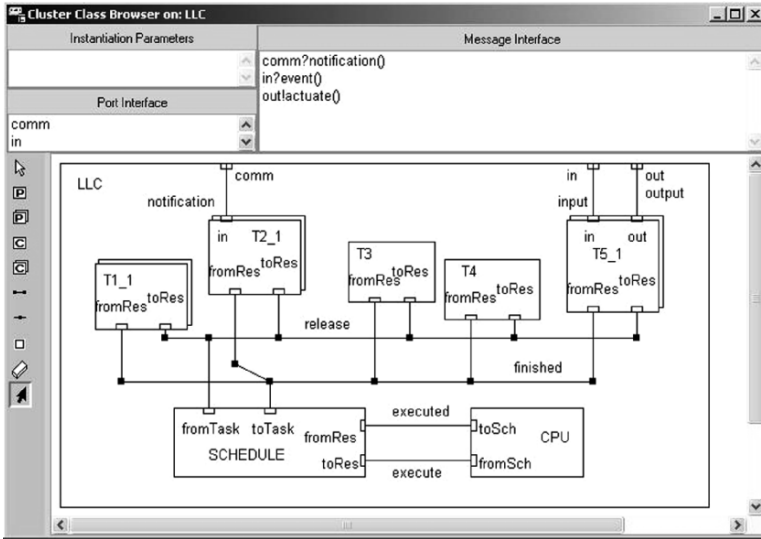 Cluster Class Browser on: LLC
Instantiation Parameters
Message Interface
comm?notification()
in?event()
out!actuate()
Port Interface
comm
in
P
P
C
C
LLC
comm
in
out
notification
input
output
in
T2_1
fromRes
toRes
T3
fromRes
toRes
in
out
T5_1
fromRes
toRes
T1_1
fromRes
toRes
T4
fromRes
toRes
release
finished
fromTask
toTask
fromRes
SCHEDULE
toRes
executed
execute
toSch
CPU
fromSch